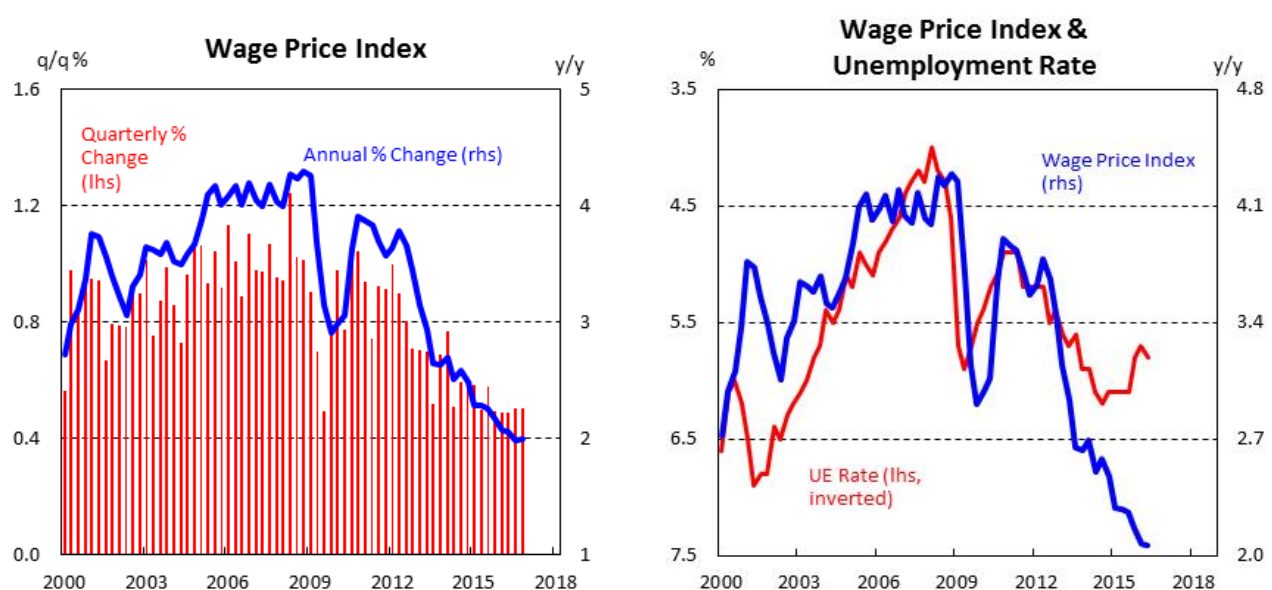 Wage Price Index
q/q %
y/y
1.6
1.2
0.8
0.4
0.0
5
4
3
2
1
Quarterly %
Change
(lhs)
Annual % Change (rhs)
2000 2003 2006 2009 2012 2015 2018
Wage Price Index &
Unemployment Rate
%
y/y
3.5
4.5
5.5
6.5
7.5
4.8
4.1
3.4
2.7
2.0
Wage Price Index
(rhs)
UE Rate (lhs,
inverted)
2000 2003 2006 2009 2012 2015 2018